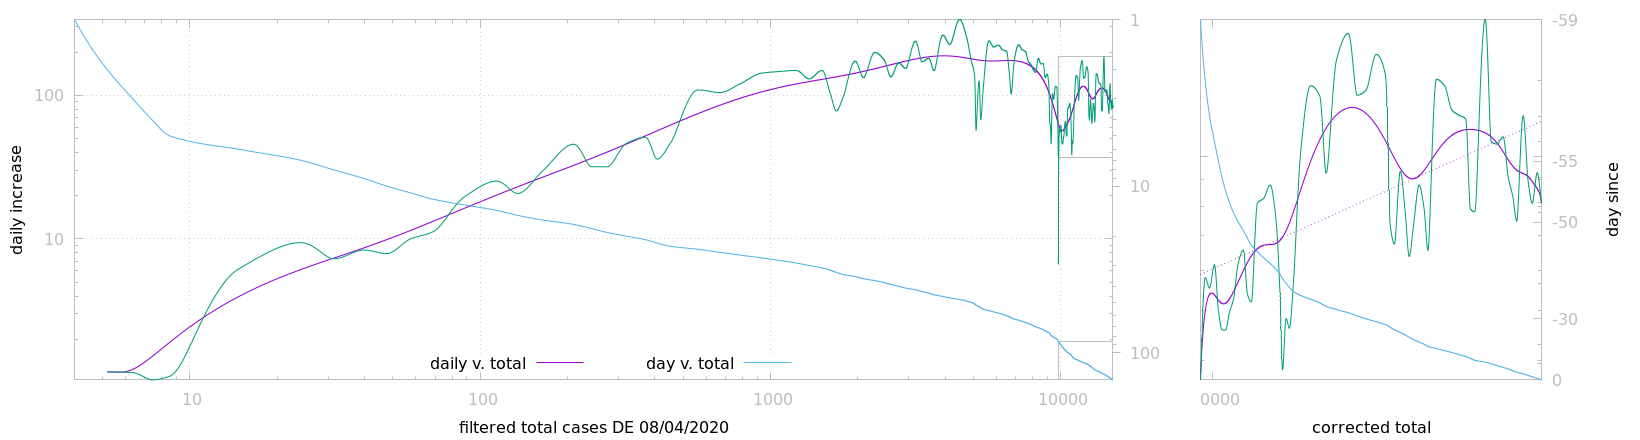 1
-59
100
daily increase
-55
10
day since
-50
10
-30
daily v. total
day v. total
100
0
10
100
1000
10000
0000
filtered total cases DE 08/04/2020
corrected total